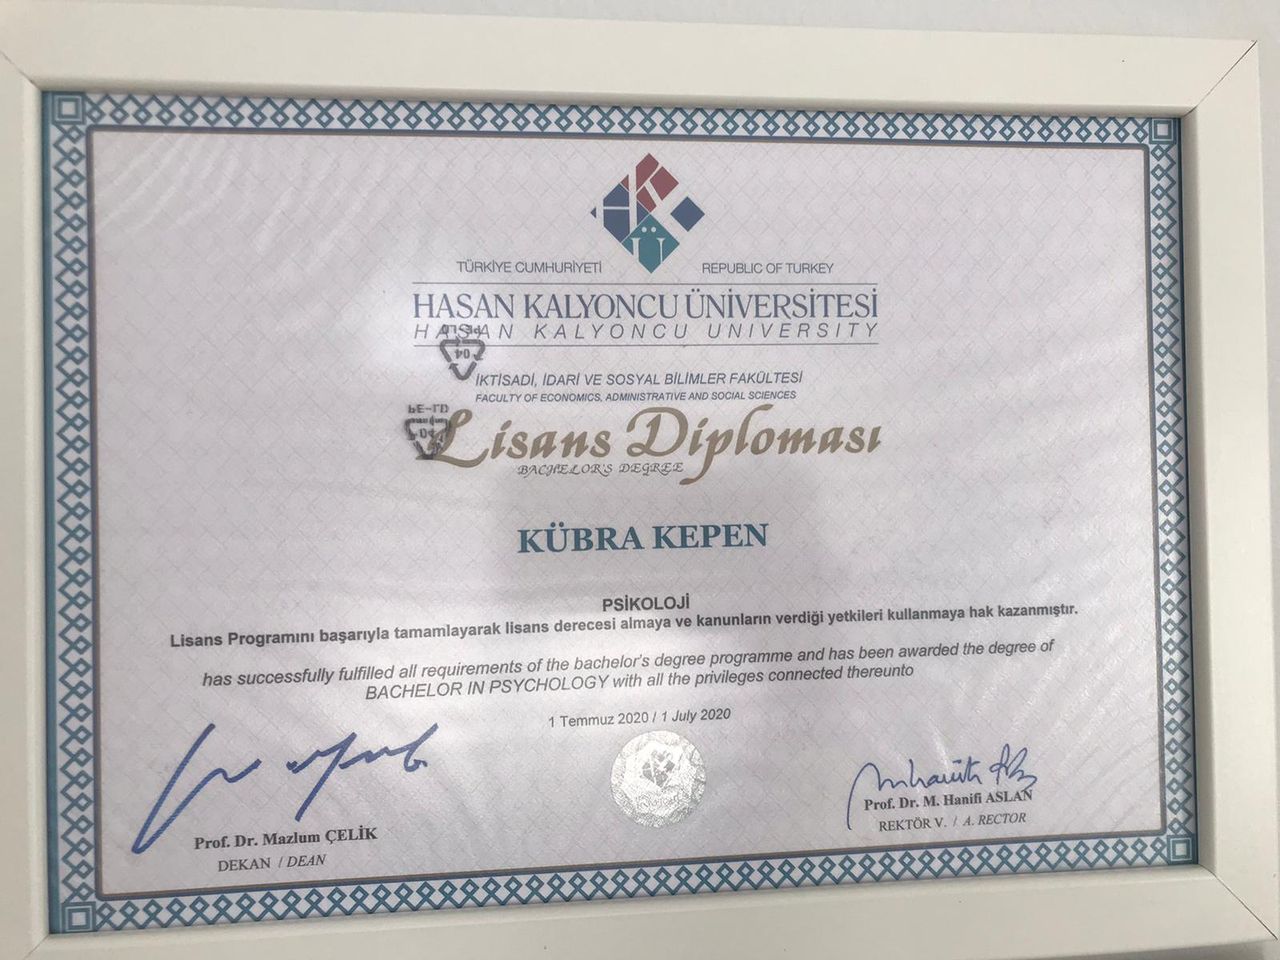 TÜRKİYE CUMHURİYETİ REPUBLIC OF TURKEY
HASAN KALYONCU ÜNİVERSİTESİ
HASAN KALYONCU UNIVERSITY
04
İKTİSADİ, İDARİ VE SOSYAL BİLİMLER FAKÜLTESİ
FACULTY OF ECONOMICS, ADMINISTRATIVE AND SOCIAL SCIENCES
Lisans Diploması
BACHELOR'S DEGREE
KÜBRA KEPEN
PSİKOLOJİ
Lisans Programını başarıyla tamamlayarak lisans derecesi almaya ve kanunların verdiği yetkileri kullanmaya hak kazanmıştır.
has successfully fulfilled all requirements of the bachelor's degree programme and has been awarded the degree of
BACHELOR IN PSYCHOLOGY with all the privileges connected thereunto
1 Temmuz 2020 / 1 July 2020
Prof. Dr. Mazlum ÇELİK
DEKAN / DEAN
Prof. Dr. M. Hanifi ASLAN
REKTÖR V. / A. RECTOR